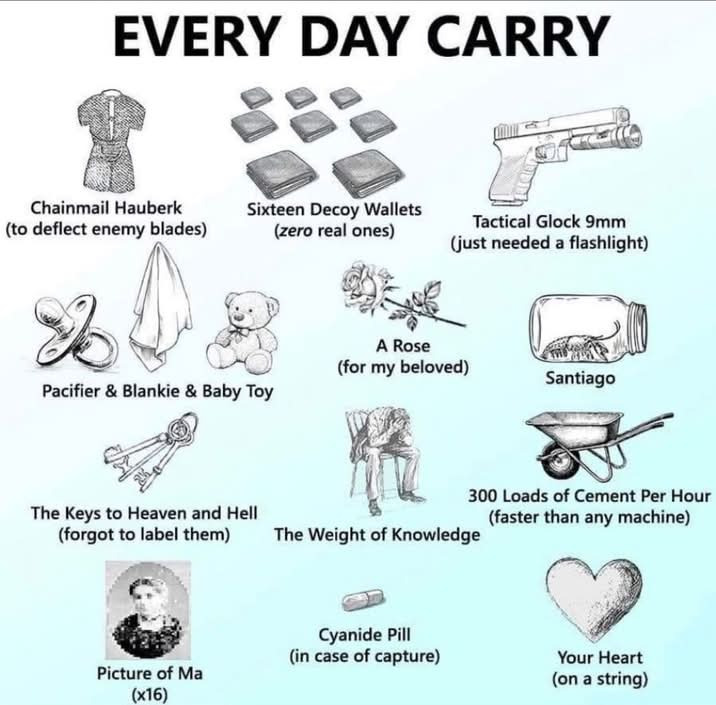 EVERY DAY CARRY
Chainmail Hauberk
(to deflect enemy blades)
Sixteen Decoy Wallets
(zero real ones)
Tactical Glock 9mm
(just needed a flashlight)
Pacifier & Blankie & Baby Toy
A Rose
(for my beloved)
Santiago
The Keys to Heaven and Hell
(forgot to label them)
The Weight of Knowledge
300 Loads of Cement Per Hour
(faster than any machine)
Picture of Ma
(x16)
Cyanide Pill
(in case of capture)
Your Heart
(on a string)